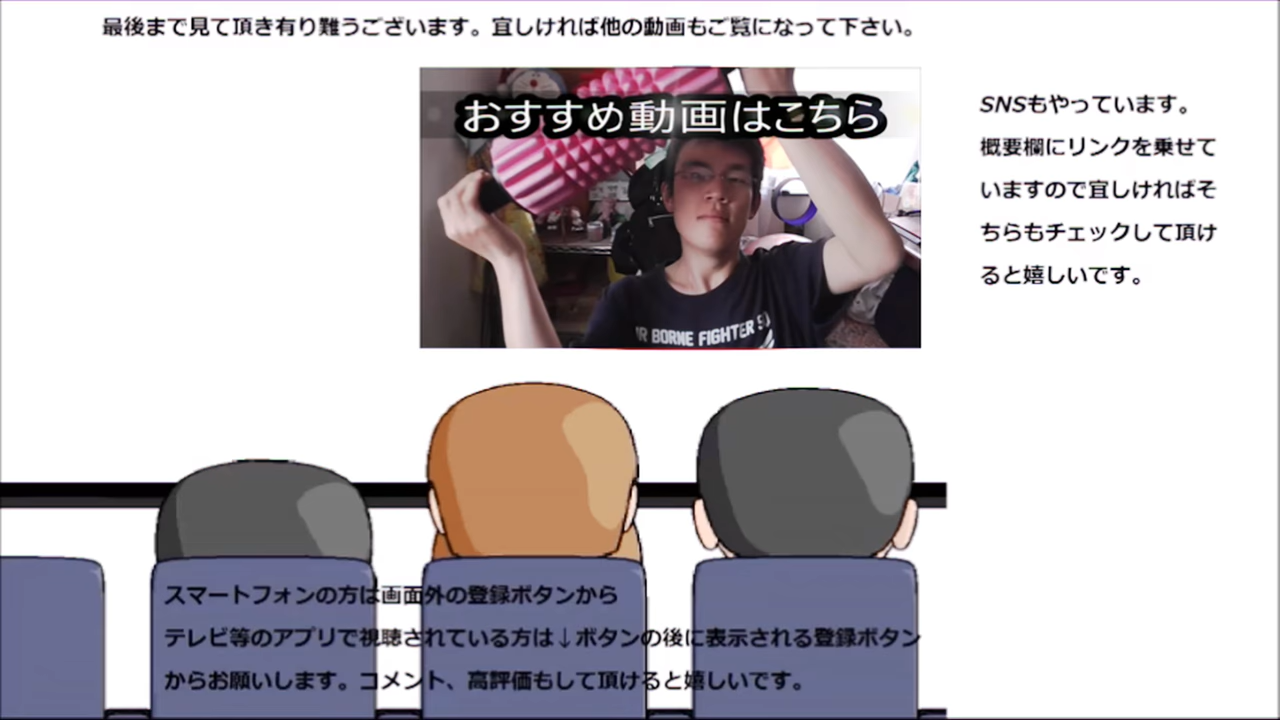 最後まで見て頂き有り難うございます。宜しければ他の動画もご覧になって下さい。
おすすめ動画はこちら
BORNE FIGHTER
SNSもやっています。
概要欄にリンクを乗せて
いますので宜しければそ
ちらもチェックして頂け
ると嬉しいです。
スマートフォンの方は画面外の登録ボタンから
テレビ等のアプリで視聴されている方は↓ボタンの後に表示される登録ボタン
からお願いします。コメント、高評価もして頂けると嬉しいです。